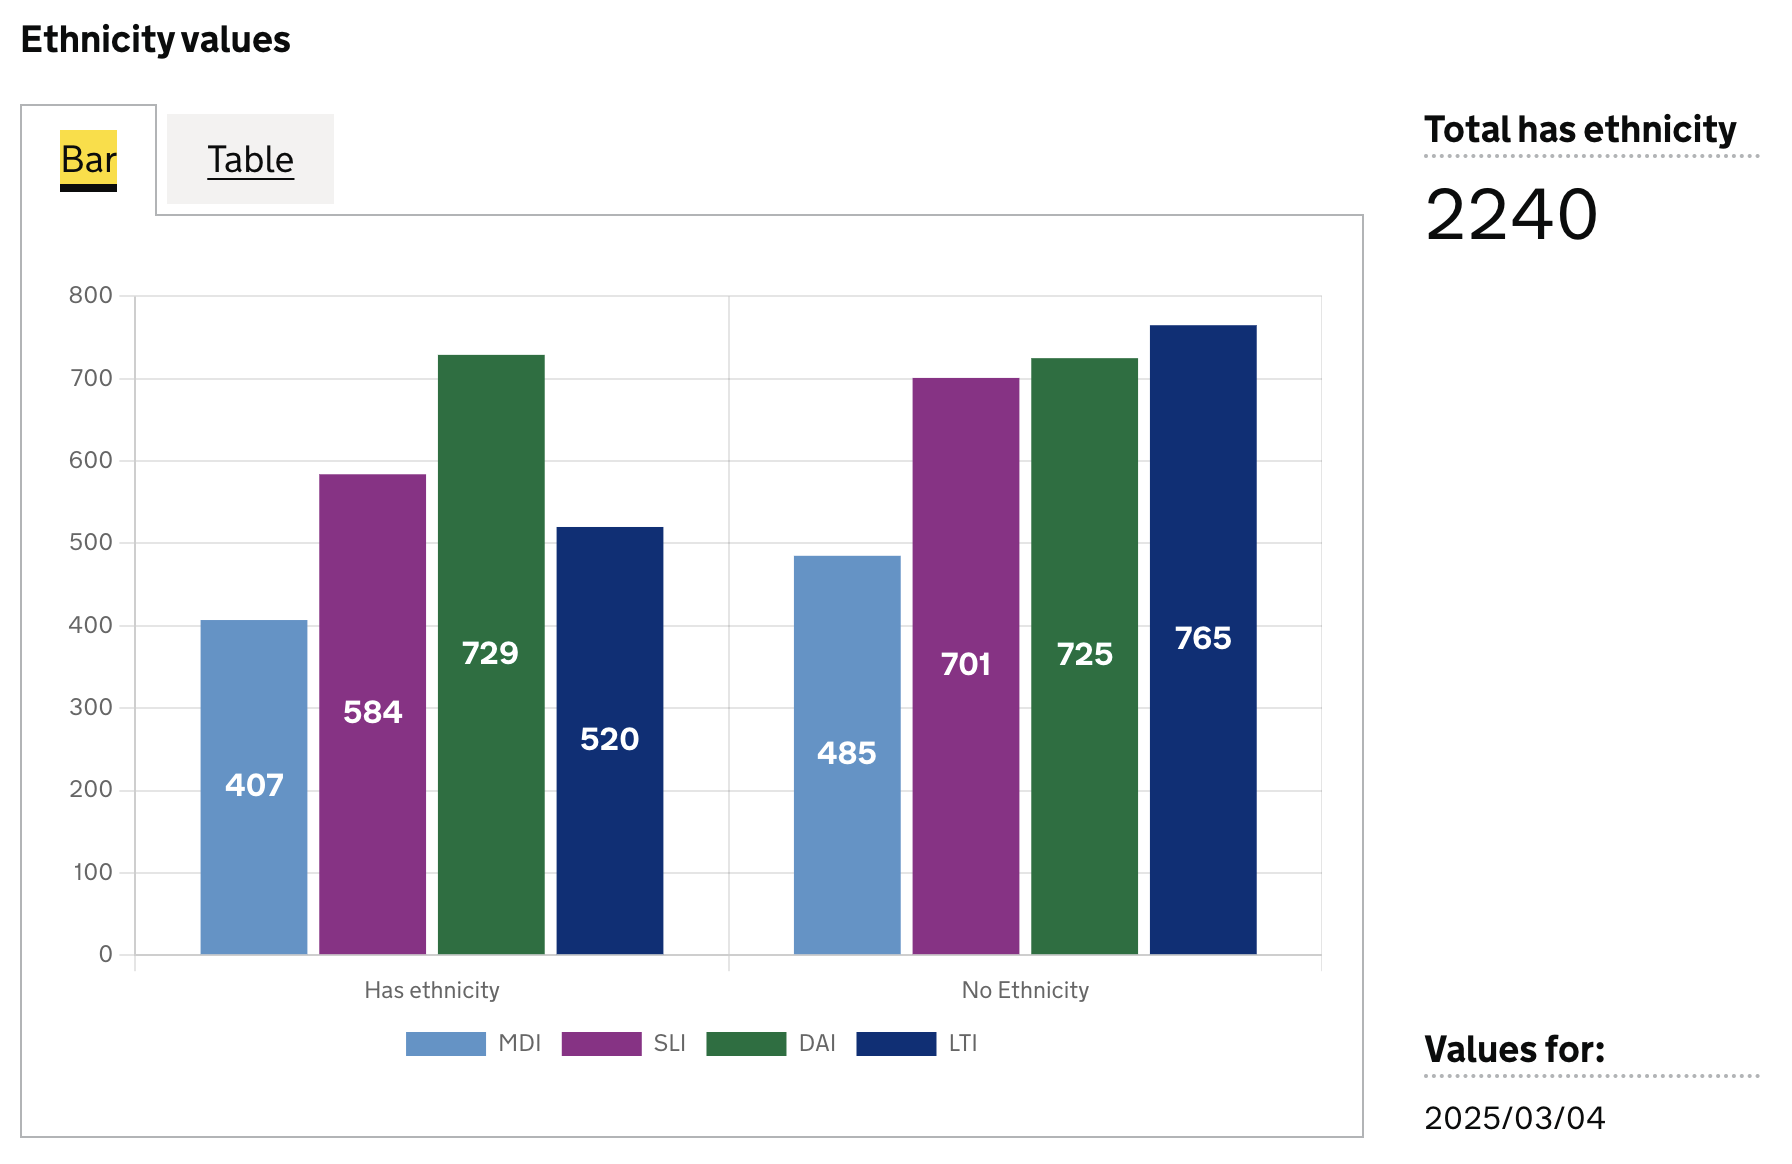 Ethnicity values
Bar
Table
Total has ethnicity
2240
800
700
600
500
400
300
200
100
0
407
584
729
520
485
701
725
765
Has ethnicity
No Ethnicity
MDI
SLI
DAI
LTI
Values for:
2025/03/04